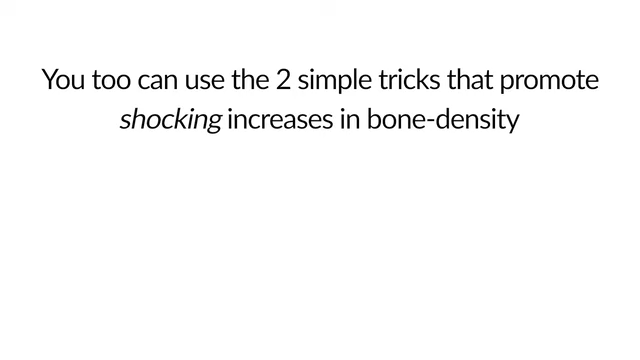 You too can use the 2 simple tricks that promote
shocking increases in bone-density